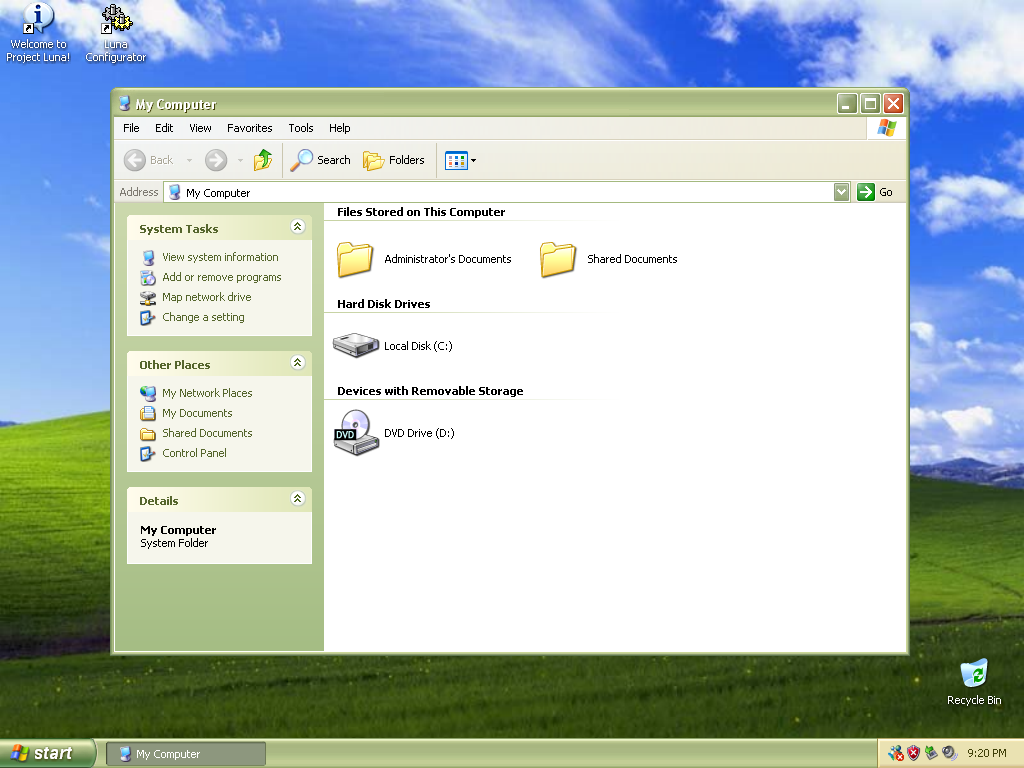 Welcome to
Project Luna!
Luna
Configurator
My Computer
File Edit View Favorites Tools Help
Back Search Folders
Address My Computer Go
System Tasks
View system information
Add or remove programs
Map network drive
Change a setting
Other Places
My Network Places
My Documents
Shared Documents
Control Panel
Details
My Computer
System Folder
Files Stored on This Computer
Administrator's Documents Shared Documents
Hard Disk Drives
Local Disk (C:)
Devices with Removable Storage
DVD
DVD Drive (D:)
Recycle Bin
start My Computer 9:20 PM